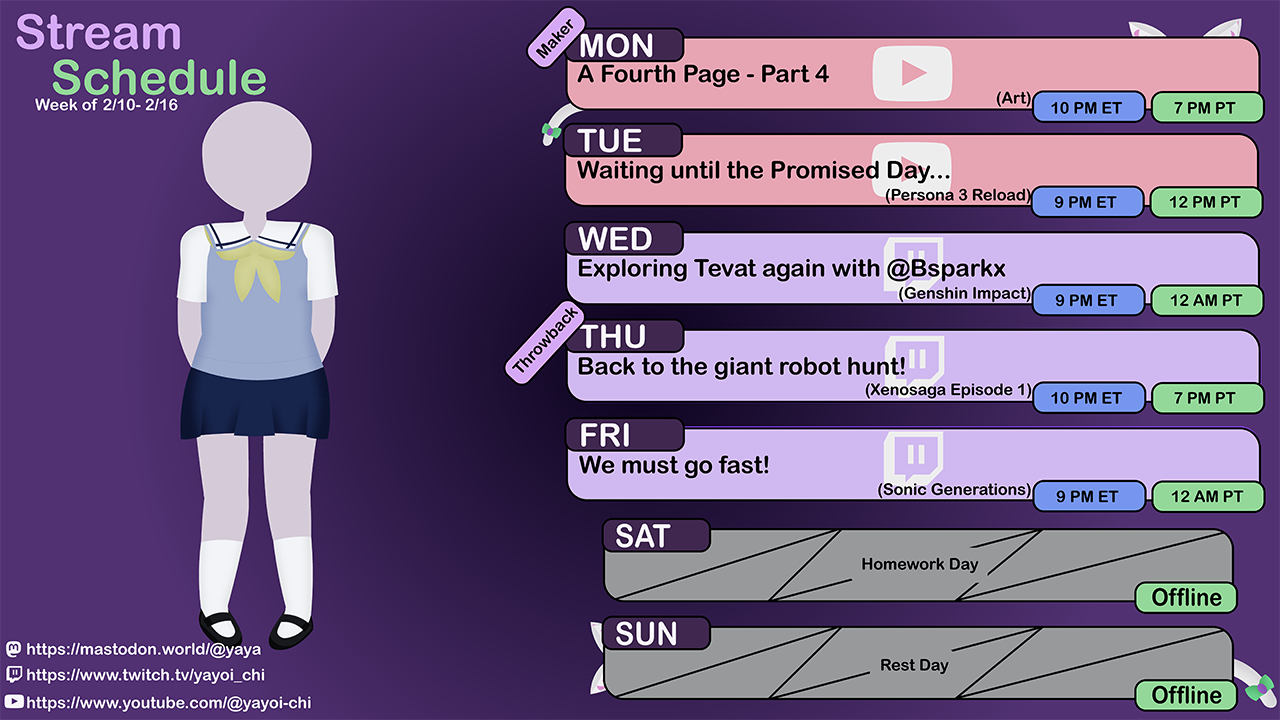 Stream
Schedule
Week of 2/10- 2/16
Maker
MON
A Fourth Page - Part 4
(Art)
10 PM ET
7 PM PT
TUE
Waiting until the Promised Day...
(Persona 3 Reload)
9 PM ET
12 PM PT
WED
Exploring Tevat again with @Bsparkx
(Genshin Impact)
9 PM ET
12 AM PT
Throwback
THU
Back to the giant robot hunt!
(Xenosaga Episode 1)
10 PM ET
7 PM PT
FRI
We must go fast!
(Sonic Generations)
9 PM ET
12 AM PT
SAT
Homework Day
Offline
SUN
Rest Day
Offline
https://mastodon.world/@yaya
https://www.twitch.tv/yayoi_chi
https://www.youtube.com/@yayoi-chi